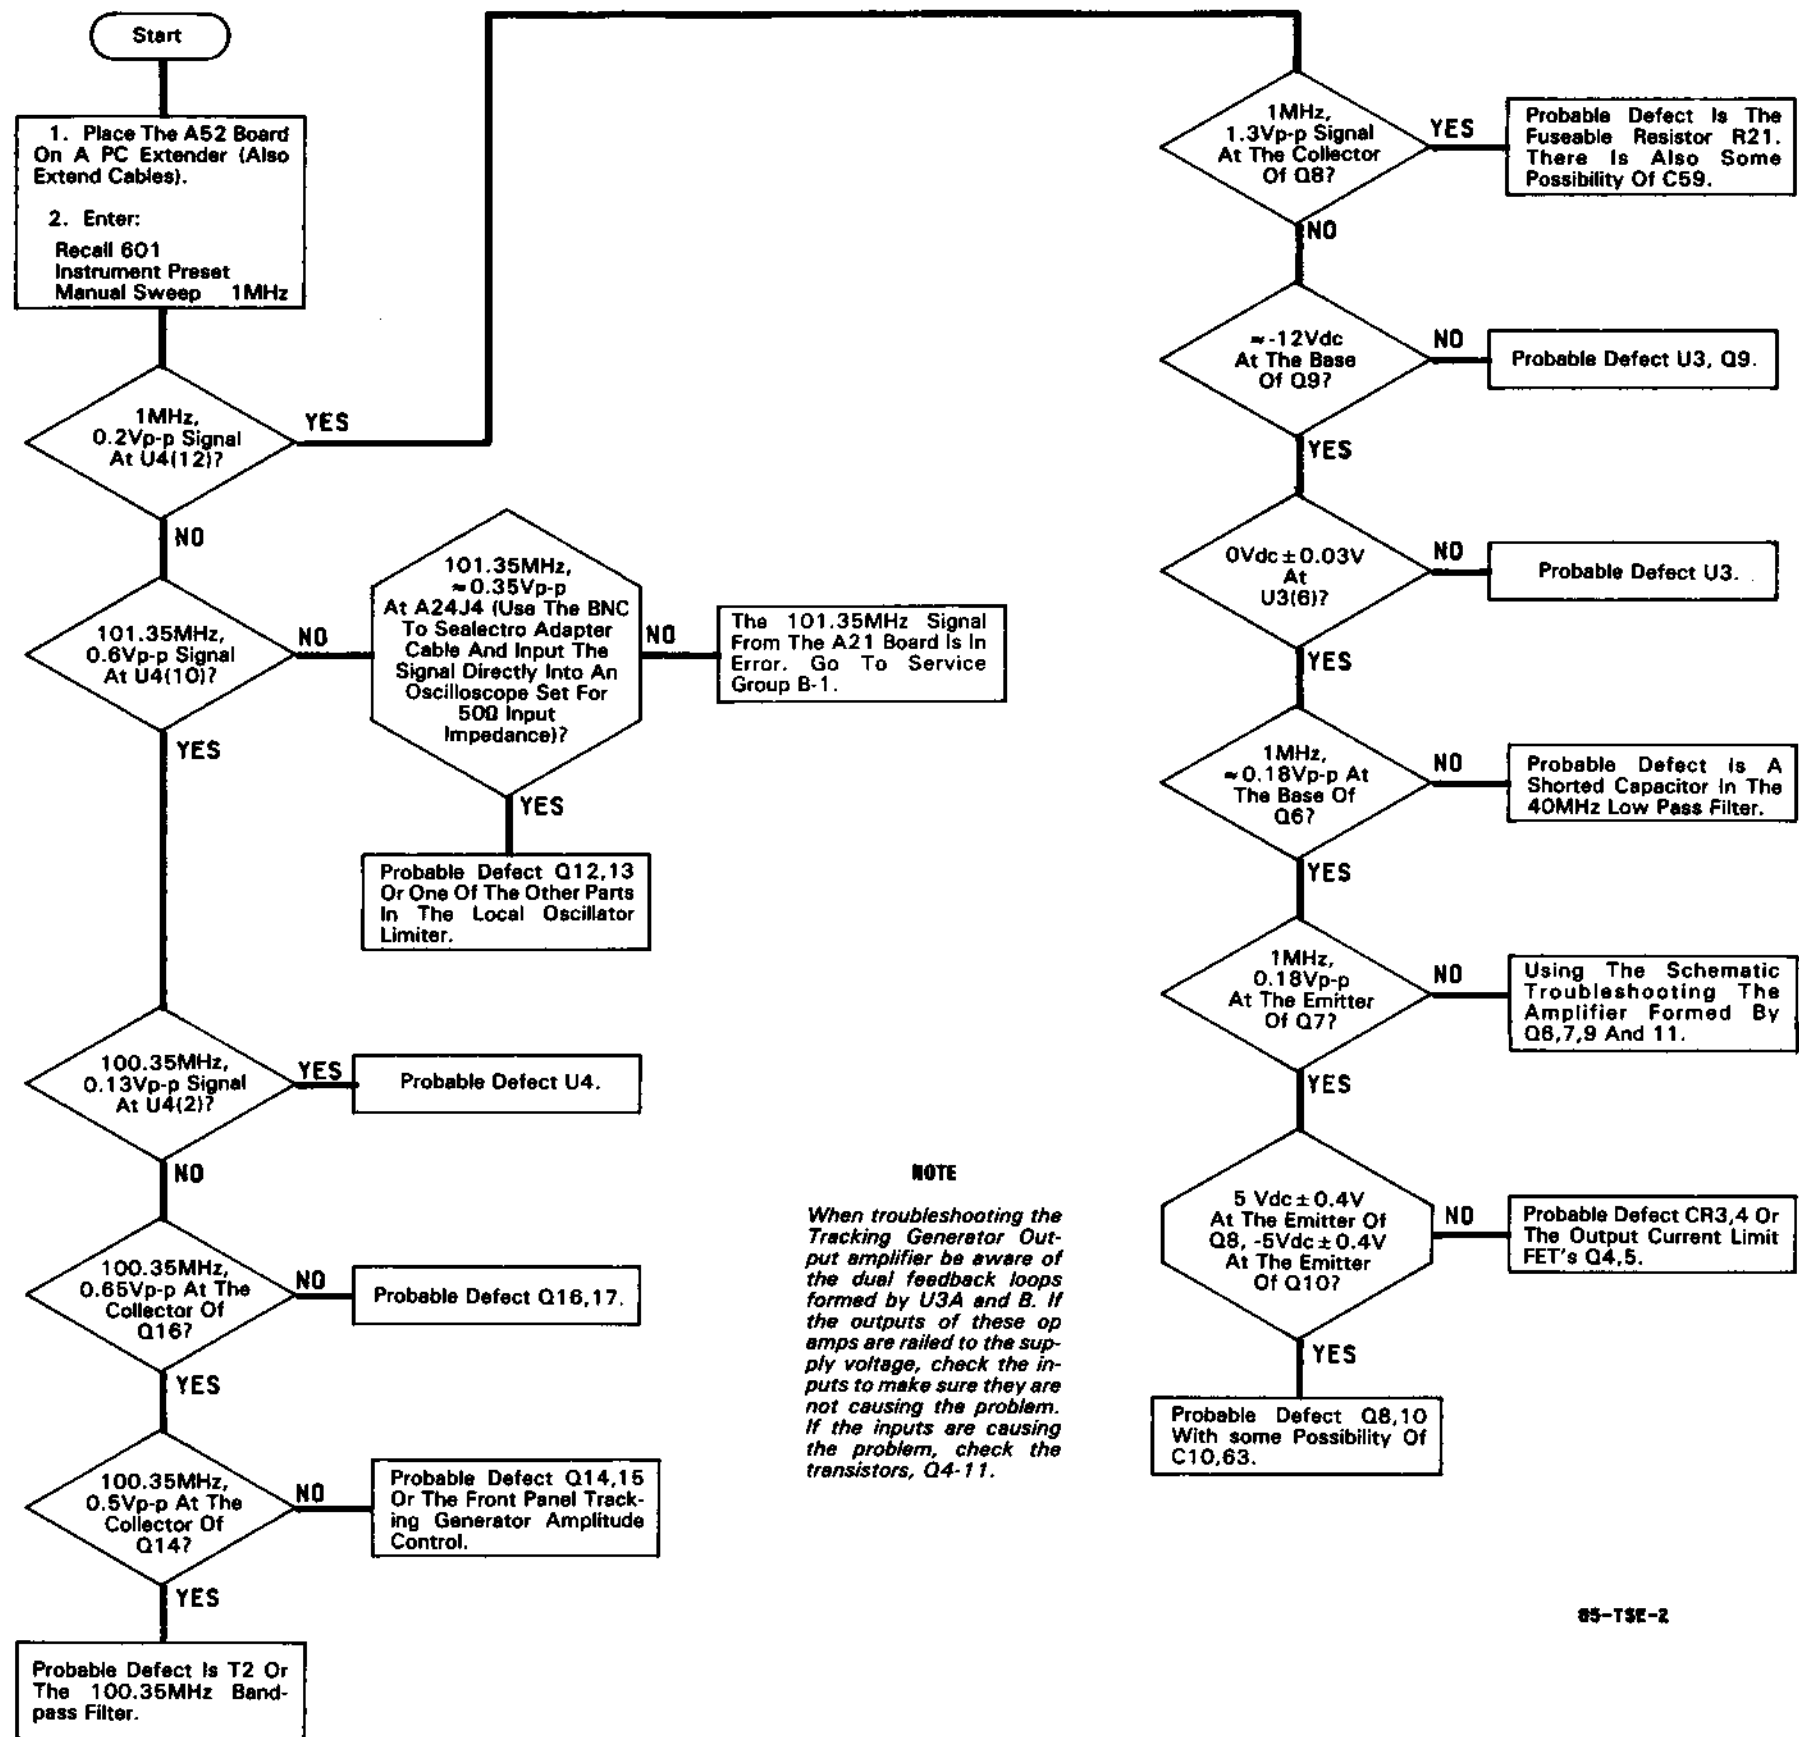 Start
1. Place The A52 Board
On A PC Extender (Also
Extend Cables).
2. Enter:
Recall 601
Instrument Preset
Manual Sweep 1MHz
1MHz,
0.2Vp-p Signal
At U4(12)?
YES
NO
101.35MHz,
0.6Vp-p Signal
At U4(10)?
NO
YES
101.35MHz,
≈0.35Vp-p
At A24J4 (Use The BNC
To Sealectro Adapter
Cable And Input The
Signal Directly Into An
Oscilloscope Set For
50Ω Input
Impedance)?
NO
YES
The 101.35MHz Signal
From The A21 Board Is In
Error. Go To Service
Group B-1.
Probable Defect Q12,13
Or One Of The Other Parts
In The Local Oscillator
Limiter.
100.35MHz,
0.13Vp-p Signal
At U4(2)?
YES
Probable Defect U4.
NO
100.35MHz,
0.65Vp-p At The
Collector Of
Q16?
NO
Probable Defect Q16,17.
YES
100.35MHz,
0.5Vp-p At The
Collector Of
Q14?
NO
Probable Defect Q14,15
Or The Front Panel Track-
ing Generator Amplitude
Control.
YES
Probable Defect Is T2 Or
The 100.35MHz Band-
pass Filter.
NOTE
When troubleshooting the
Tracking Generator Out-
put amplifier be aware of
the dual feedback loops
formed by U3A and B. If
the outputs of these op
amps are railed to the sup-
ply voltage, check the in-
puts to make sure they are
not causing the problem.
If the inputs are causing
the problem, check the
transistors, Q4-11.
1MHz,
1.3Vp-p Signal
At The Collector
Of Q8?
YES
Probable Defect Is The
Fuseable Resistor R21.
There Is Also Some
Possibility Of C59.
NO
≈-12Vdc
At The Base
Of Q9?
NO
Probable Defect U3, Q9.
YES
0Vdc±0.03V
At
U3(6)?
NO
Probable Defect U3.
YES
1MHz,
≈0.18Vp-p At
The Base Of
Q6?
NO
Probable Defect Is A
Shorted Capacitor In The
40MHz Low Pass Filter.
YES
1MHz,
0.18Vp-p
At The Emitter
Of Q7?
NO
Using The Schematic
Troubleshooting The
Amplifier Formed By
Q6,7,9 And 11.
YES
5 Vdc±0.4V
At The Emitter Of
Q8, -5Vdc±0.4V
At The Emitter
Of Q10?
NO
Probable Defect CR3,4 Or
The Output Current Limit
FET's Q4,5.
YES
Probable Defect Q8,10
With some Possibility Of
C10,63.
85-TSE-2